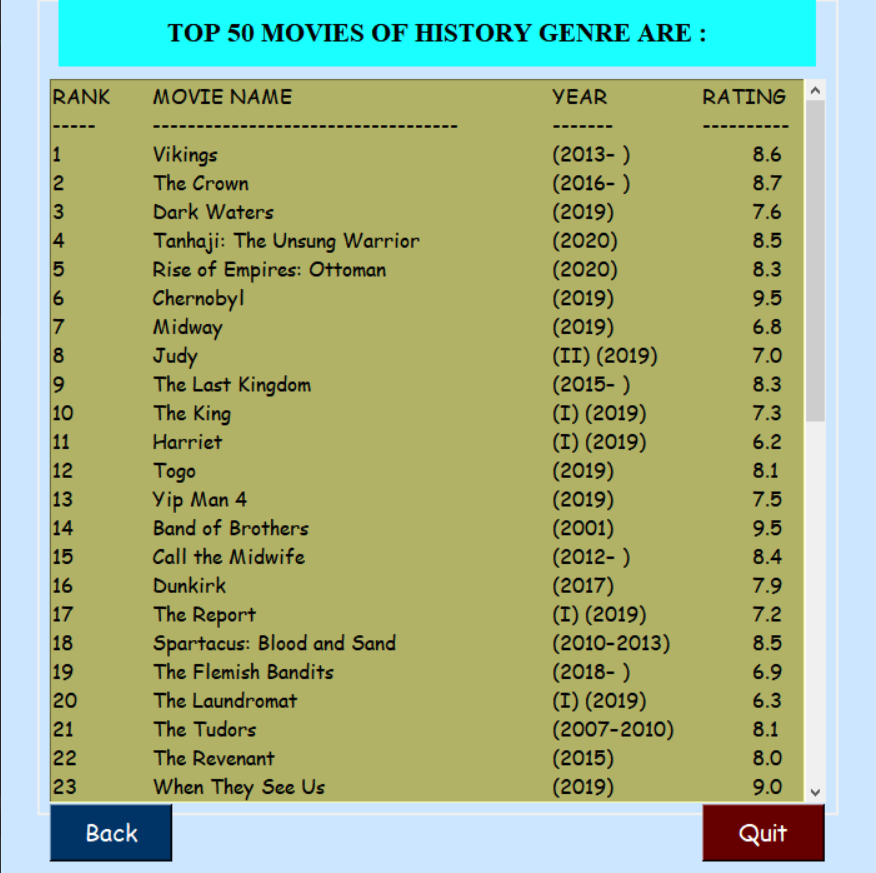 TOP 50 MOVIES OF HISTORY GENRE ARE :
RANK MOVIE NAME YEAR RATING
----- ----------------------------------- ------- ----------
1 Vikings (2013– ) 8.6
2 The Crown (2016– ) 8.7
3 Dark Waters (2019) 7.6
4 Tanhaji: The Unsung Warrior (2020) 8.5
5 Rise of Empires: Ottoman (2020) 8.3
6 Chernobyl (2019) 9.5
7 Midway (2019) 6.8
8 Judy (II) (2019) 7.0
9 The Last Kingdom (2015– ) 8.3
10 The King (I) (2019) 7.3
11 Harriet (I) (2019) 6.2
12 Togo (2019) 8.1
13 Yip Man 4 (2019) 7.5
14 Band of Brothers (2001) 9.5
15 Call the Midwife (2012– ) 8.4
16 Dunkirk (2017) 7.9
17 The Report (I) (2019) 7.2
18 Spartacus: Blood and Sand (2010–2013) 8.5
19 The Flemish Bandits (2018– ) 6.9
20 The Laundromat (I) (2019) 6.3
21 The Tudors (2007–2010) 8.1
22 The Revenant (2015) 8.0
23 When They See Us (2019) 9.0
Back Quit